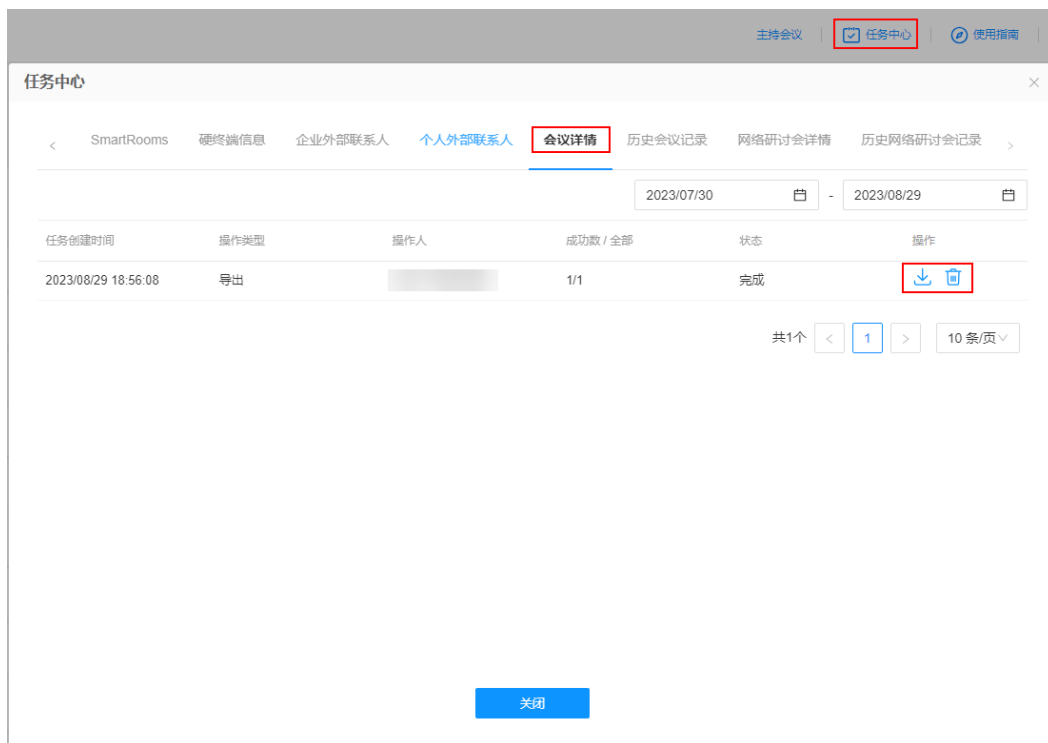 主持会议 任务中心 使用指南
任务中心
SmartRooms 硬终端信息 企业外部联系人 个人外部联系人 会议详情 历史会议记录 网络研讨会详情 历史网络研讨会记录
2023/07/30 - 2023/08/29
任务创建时间 操作类型 操作人 成功数 / 全部 状态 操作
2023/08/29 18:56:08 导出 1/1 完成
共1个 < 1 > 10 条/页
关闭